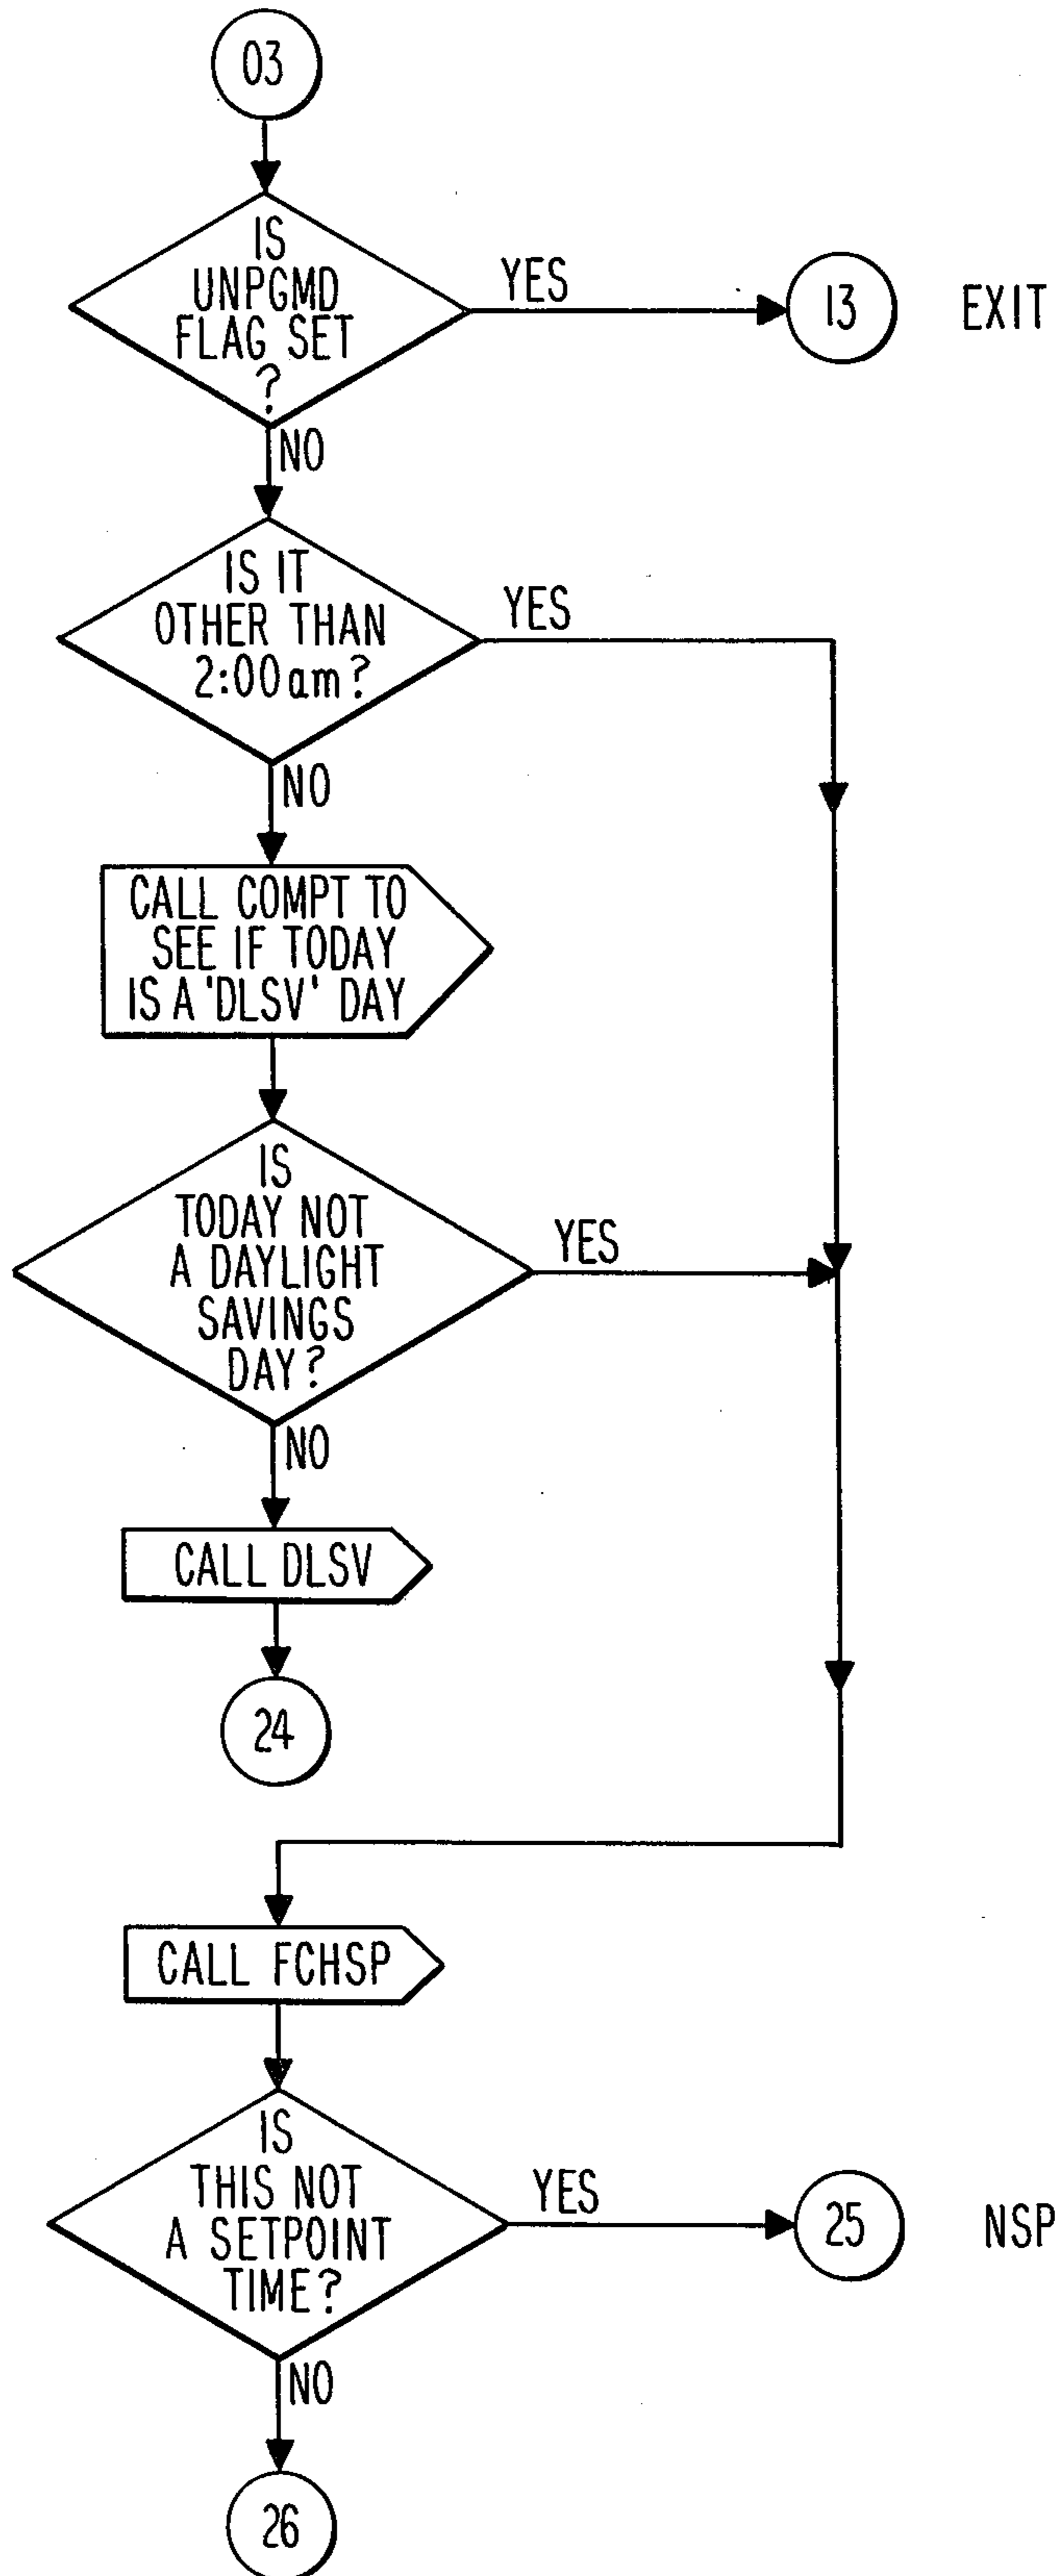 03
IS
UNPGMD
FLAG SET
?
YES
13
EXIT
NO
IS IT
OTHER THAN
2:00am?
YES
NO
CALL COMPT TO
SEE IF TODAY
IS A 'DLSV' DAY
IS
TODAY NOT
A DAYLIGHT
SAVINGS
DAY?
YES
NO
CALL DLSV
24
CALL FCHSP
IS
THIS NOT
A SETPOINT
TIME?
YES
25
NSP
NO
26